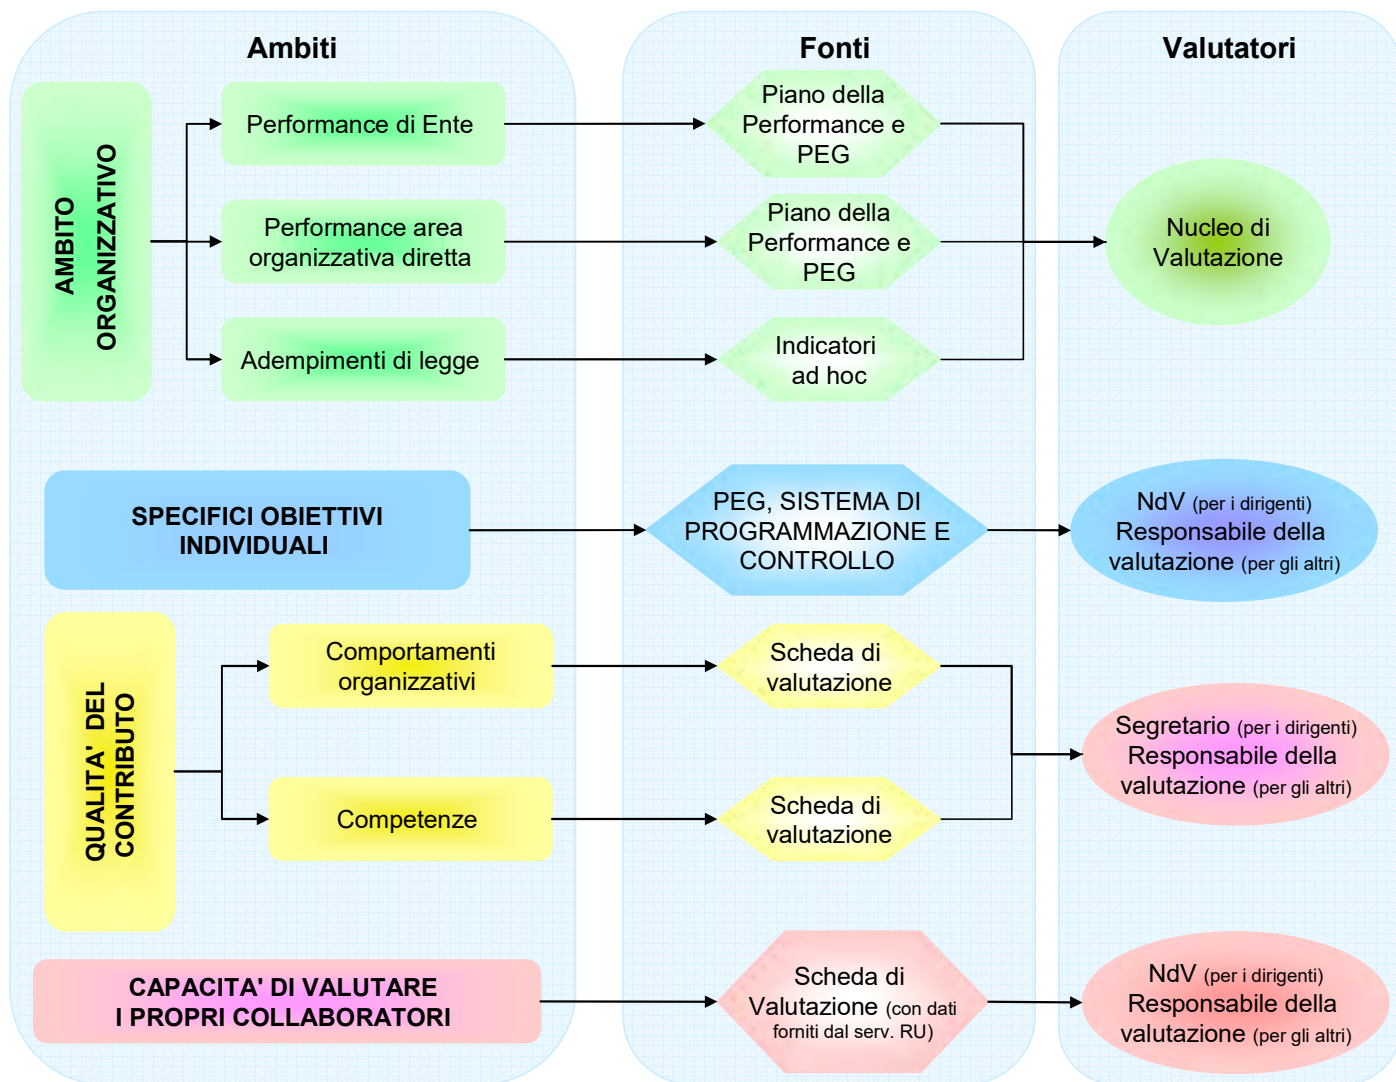 Ambiti
Fonti
Valutatori
AMBITO
ORGANIZZATIVO
Performance di Ente
Piano della
Performance e
PEG
Performance area
organizzativa diretta
Piano della
Performance e
PEG
Nucleo di
Valutazione
Adempimenti di legge
Indicatori
ad hoc
SPECIFICI OBIETTIVI
INDIVIDUALI
PEG, SISTEMA DI
PROGRAMMAZIONE E
CONTROLLO
NdV (per i dirigenti)
Responsabile della
valutazione (per gli altri)
QUALITA' DEL
CONTRIBUTO
Comportamenti
organizzativi
Scheda di
valutazione
Competenze
Scheda di
valutazione
Segretario (per i dirigenti)
Responsabile della
valutazione (per gli altri)
CAPACITA' DI VALUTARE
I PROPRI COLLABORATORI
Scheda di
Valutazione (con dati
forniti dal serv. RU)
NdV (per i dirigenti)
Responsabile della
valutazione (per gli altri)